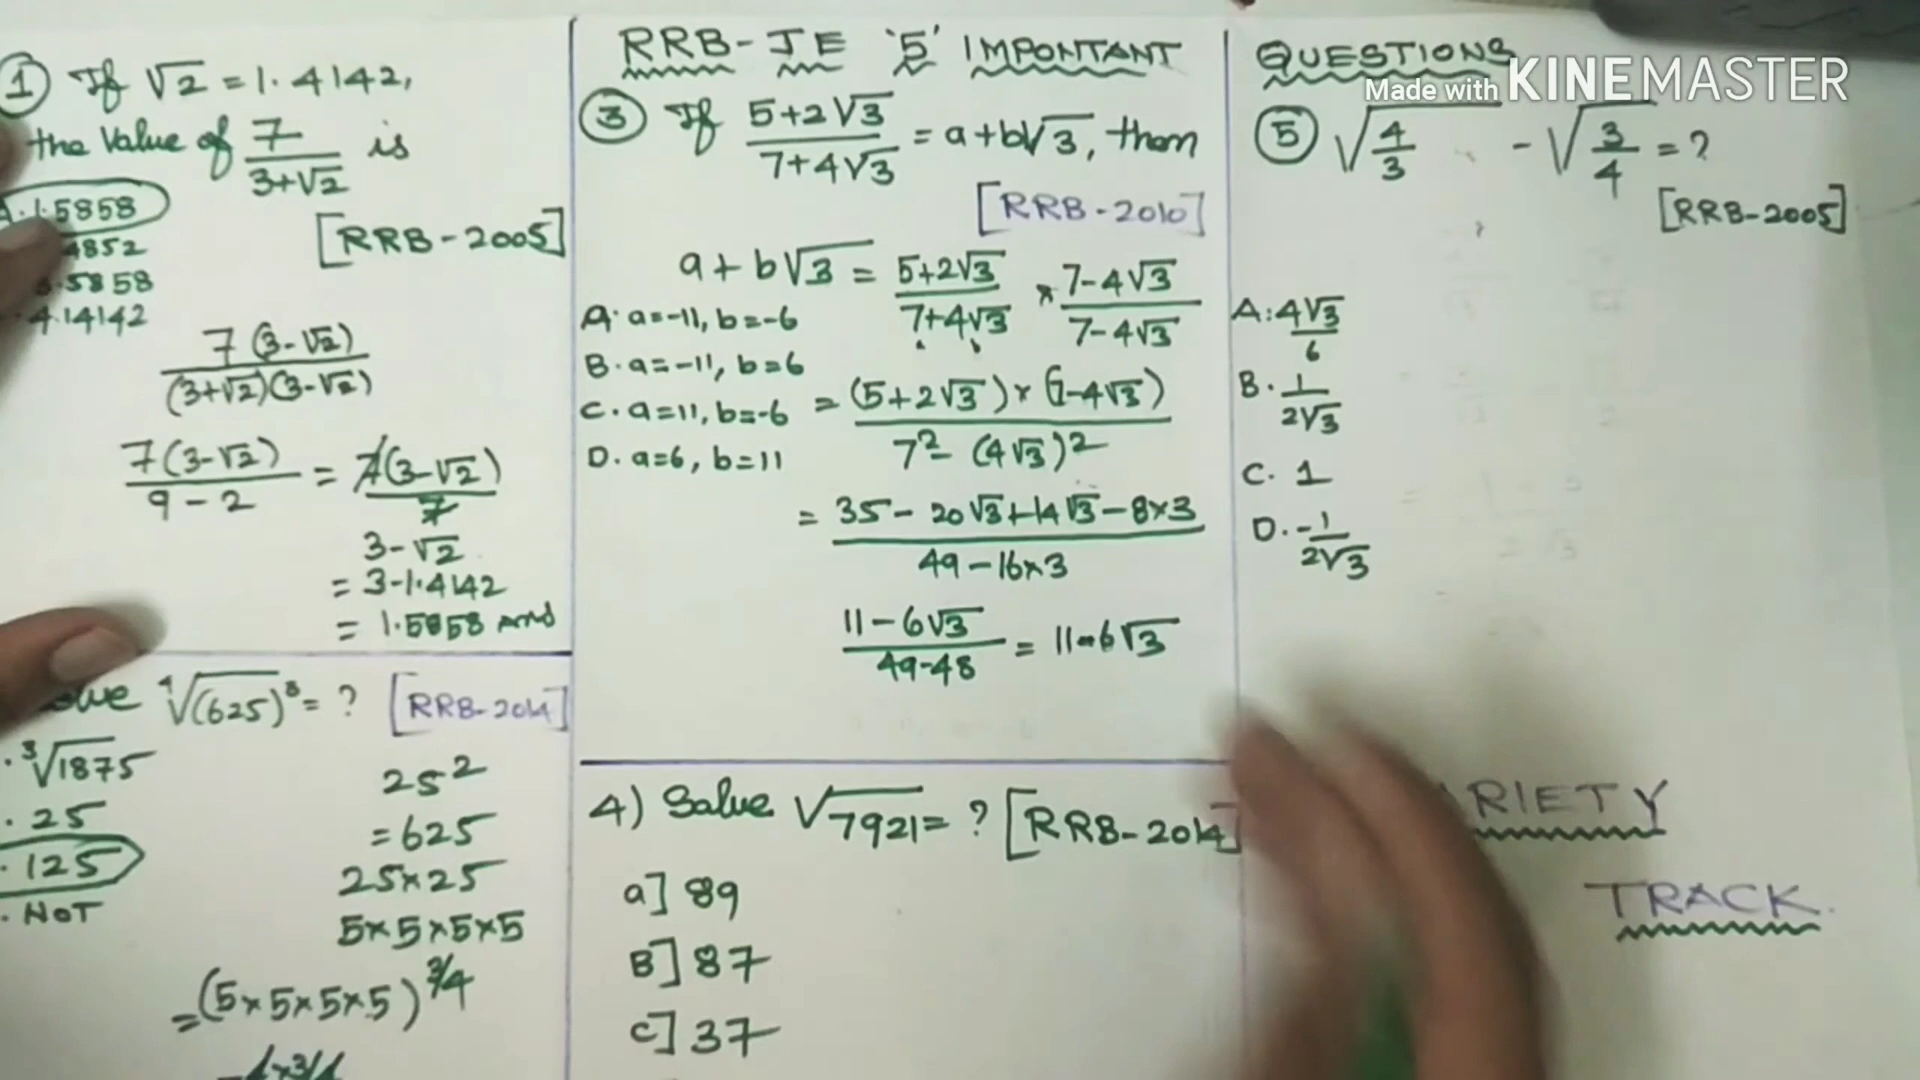 RRB-JE '5' IMPONTANT QUESTIONS
Made with KINEMASTER
1 If √2 = 1.4142,
the Value of 7/(3+√2) is
[RRB-2005]
1.5858
4852
3.5858
4.14142
7(3-√2)/((3+√2)(3-√2))
7(3-√2)/(9-2) = 7(3-√2)/7
3-√2
= 3-1.4142
= 1.5858 Ans
∜(625)³ = ? [RRB-2014]
∛1875
25
125
NOT
25²
= 625
25×25
5×5×5×5
= (5×5×5×5)^3/4
3 If (5+2√3)/(7+4√3) = a+b√3, then
[RRB-2010]
a+b√3 = (5+2√3)/(7+4√3) × (7-4√3)/(7-4√3)
A. a=-11, b=-6
B. a=-11, b=6
C. a=11, b=-6
D. a=6, b=11
= (5+2√3)×(7-4√3)/(7²-(4√3)²)
= (35-20√3+14√3-8×3)/(49-16×3)
(11-6√3)/(49-48) = 11-6√3
4) Solve √7921 = ? [RRB-2014]
a] 89
B] 87
C] 37
5 √(4/3) - √(3/4) = ?
[RRB-2005]
A: 4√3/6
B. 1/2√3
C. 1
D. -1/2√3
RIETY
TRACK.